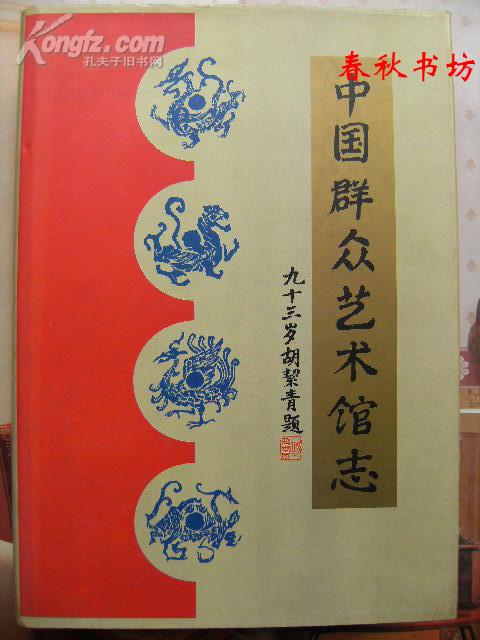 Kongfz.com
孔夫子旧书网
春秋书坊
中国群众艺术馆志
九十三岁胡絜青题